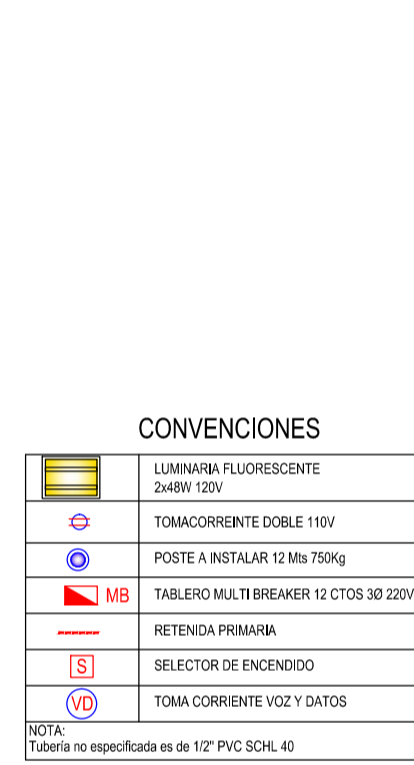 CONVENCIONES
LUMINARIA FLUORESCENTE
2x48W 120V
TOMACORREINTE DOBLE 110V
POSTE A INSTALAR 12 Mts 750Kg
MB TABLERO MULTI BREAKER 12 CTOS 3Ø 220V
RETENIDA PRIMARIA
S SELECTOR DE ENCENDIDO
VD TOMA CORRIENTE VOZ Y DATOS
NOTA:
Tubería no especificada es de 1/2" PVC SCHL 40